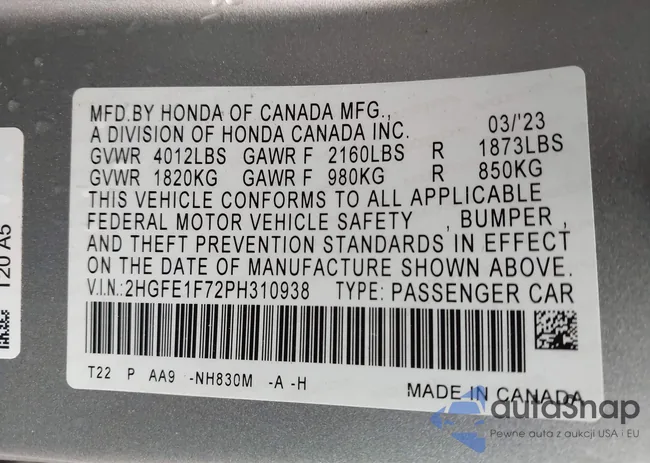 MFD.BY HONDA OF CANADA MFG.,
A DIVISION OF HONDA CANADA INC. 03/'23
GVWR 4012LBS GAWR F 2160LBS R 1873LBS
GVWR 1820KG GAWR F 980KG R 850KG
THIS VEHICLE CONFORMS TO ALL APPLICABLE
FEDERAL MOTOR VEHICLE SAFETY , BUMPER ,
AND THEFT PREVENTION STANDARDS IN EFFECT
ON THE DATE OF MANUFACTURE SHOWN ABOVE.
V.I.N.:2HGFE1F72PH310938 TYPE: PASSENGER CAR
T22 P AA9 -NH830M -A -H
MADE IN CANADA
T20 A5
autoSnap
Pewne auta z aukcji USA i EU